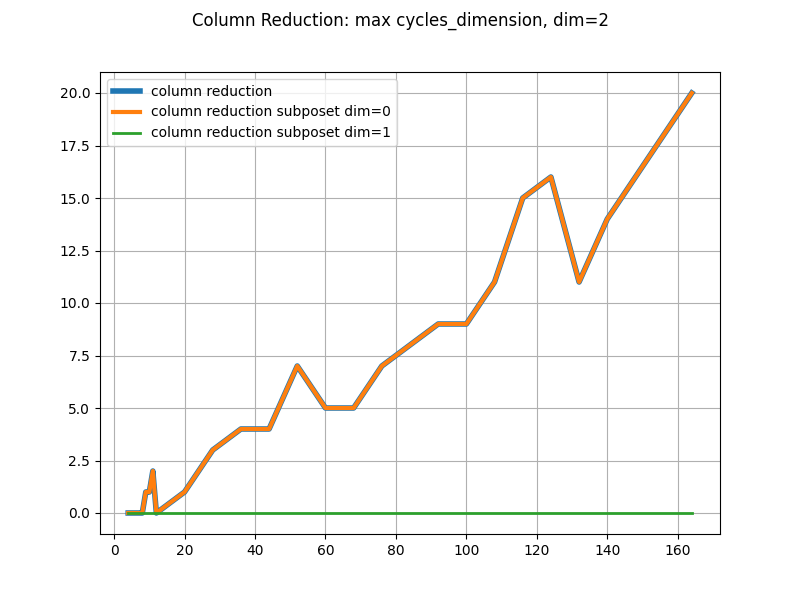 Column Reduction: max cycles_dimension, dim=2
column reduction
column reduction subposet dim=0
column reduction subposet dim=1
20.0
17.5
15.0
12.5
10.0
7.5
5.0
2.5
0.0
0 20 40 60 80 100 120 140 160